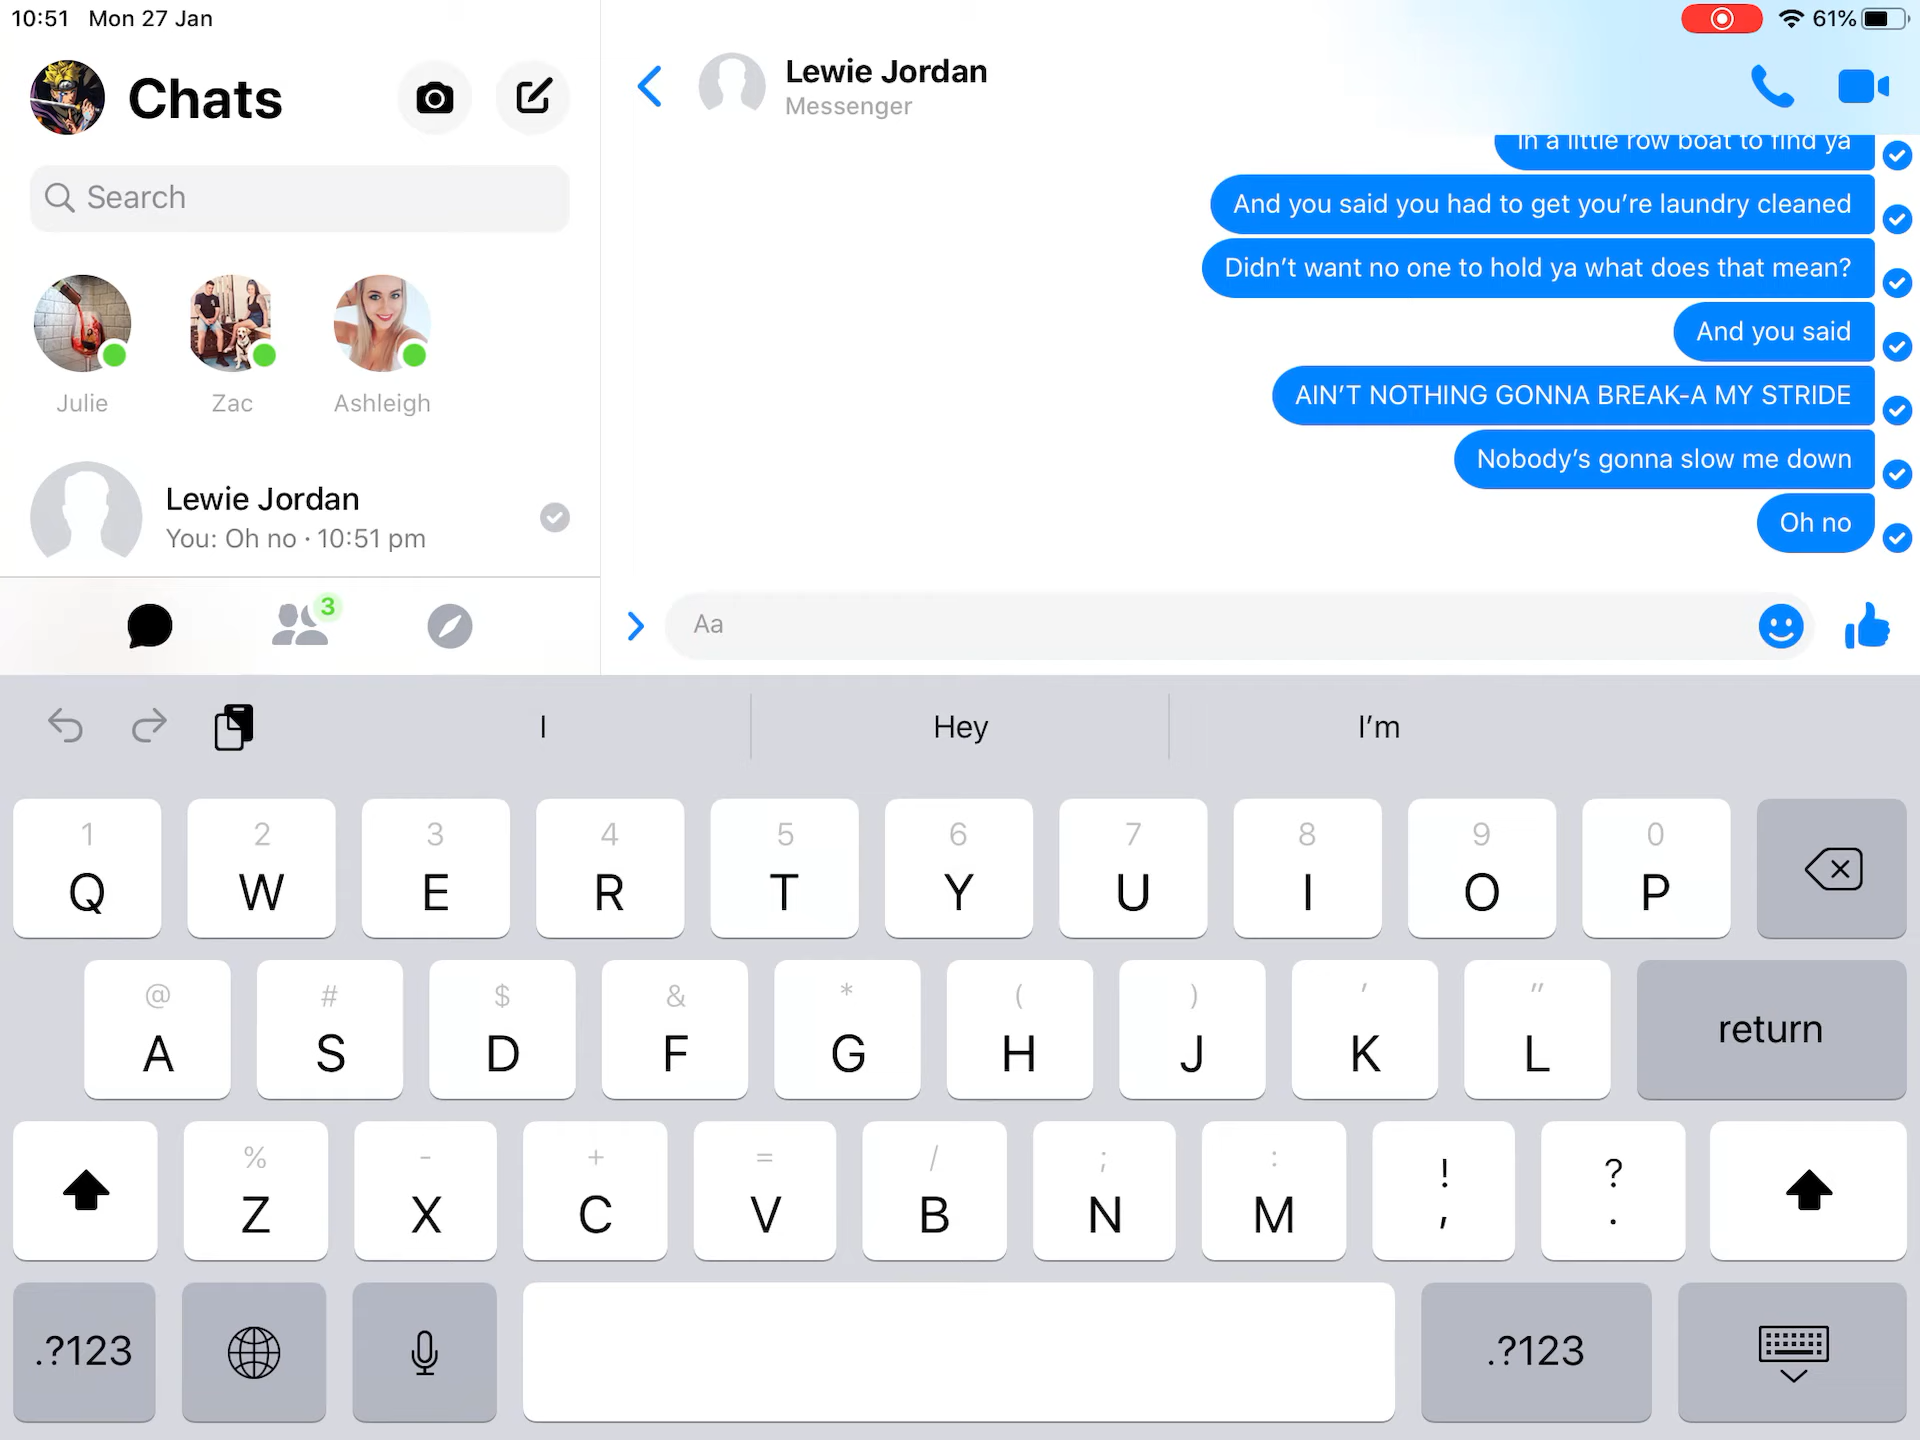 10:51 Mon 27 Jan
61%
Chats
Search
Julie
Zac
Ashleigh
Lewie Jordan
You: Oh no · 10:51 pm
3
Lewie Jordan
Messenger
In a little row boat to find ya
And you said you had to get you’re laundry cleaned
Didn’t want no one to hold ya what does that mean?
And you said
AIN’T NOTHING GONNA BREAK-A MY STRIDE
Nobody’s gonna slow me down
Oh no
Aa
I Hey I’m
1 2 3 4 5 6 7 8 9 0
Q W E R T Y U I O P
@ # $ & * ( ) ' "
A S D F G H J K L return
% - + = / ; : ! ?
Z X C V B N M , .
.?123 .?123